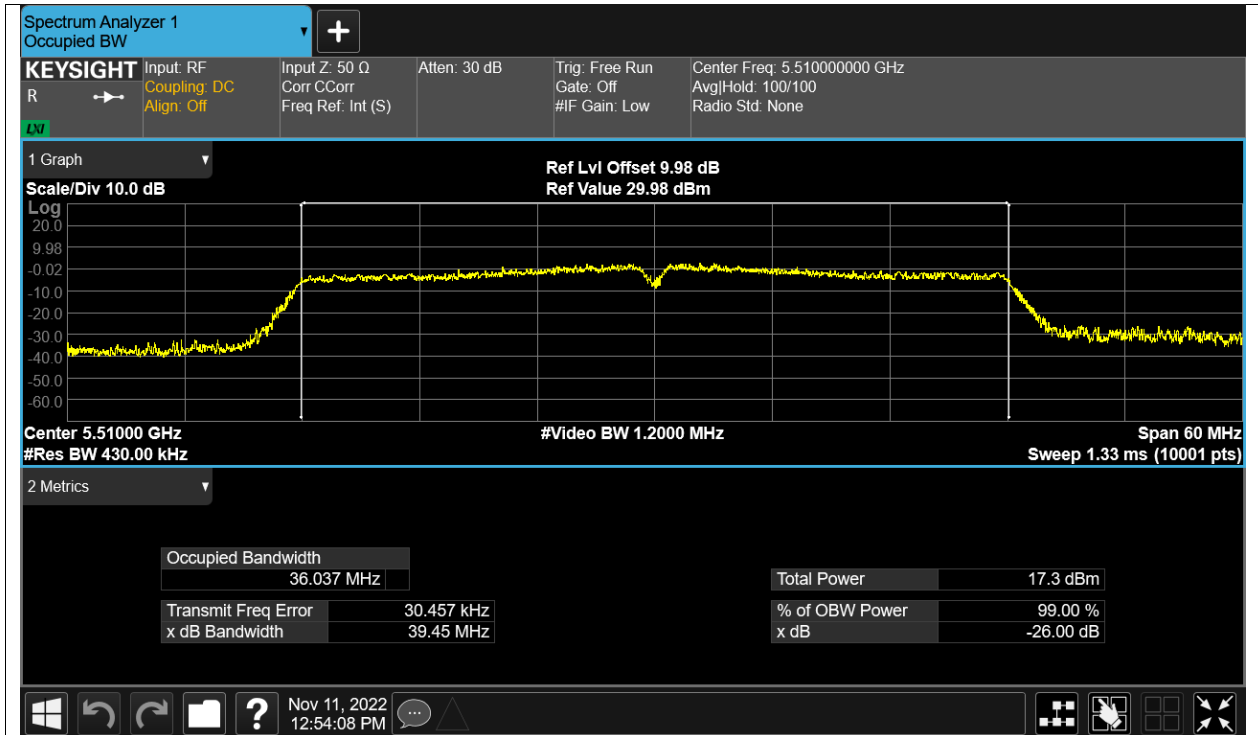 Spectrum Analyzer 1
Occupied BW
+
KEYSIGHT
R
LXI
Input: RF
Coupling: DC
Align: Off
Input Z: 50 Ω
Corr CCorr
Freq Ref: Int (S)
Atten: 30 dB
Trig: Free Run
Gate: Off
#IF Gain: Low
Center Freq: 5.510000000 GHz
Avg|Hold: 100/100
Radio Std: None
1 Graph
Scale/Div 10.0 dB
Ref Lvl Offset 9.98 dB
Ref Value 29.98 dBm
Log
20.0
9.98
-0.02
-10.0
-20.0
-30.0
-40.0
-50.0
-60.0
Center 5.51000 GHz
#Video BW 1.2000 MHz
Span 60 MHz
#Res BW 430.00 kHz
Sweep 1.33 ms (10001 pts)
2 Metrics
Occupied Bandwidth
36.037 MHz
Transmit Freq Error 30.457 kHz
x dB Bandwidth 39.45 MHz
Total Power 17.3 dBm
% of OBW Power 99.00 %
x dB -26.00 dB
?
Nov 11, 2022
12:54:08 PM